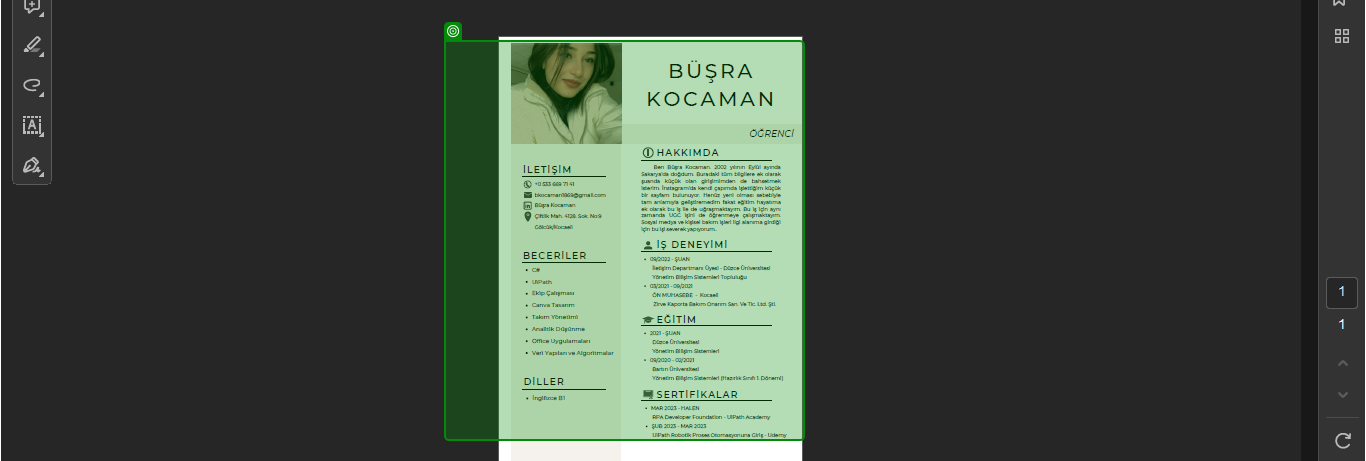 BÜŞRA
KOCAMAN
ÖĞRENCİ
İLETİŞİM
+0 533 668 71 41
bkocaman1869@gmail.com
Büşra Kocaman
Çiftlik Mah. 4128. Sok. No:9
Gölcük/Kocaeli
BECERİLER
C#
UiPath
Ekip Çalışması
Canva Tasarım
Takım Yönetimi
Analitik Düşünme
Office Uygulamaları
Veri Yapıları ve Algoritmalar
DİLLER
İngilizce B1
HAKKIMDA
Ben Büşra Kocaman. 2002 yılının Eylül ayında
Sakarya'da doğdum. Buradaki tüm bilgilere ek olarak
şuanda küçük olan girişimimden de bahsetmek
isterim. Instagram'da kendi çapımda işlettiğim küçük
bir sayfam bulunuyor. Henüz yeni olması sebebiyle
tam anlamıyla geliştiremedim fakat eğitim hayatıma
ek olarak bu iş ile de uğraşmaktayım. Bu iş için aynı
zamanda UGC işini de öğrenmeye çalışmaktayım.
Sosyal medya ve kişisel bakım işleri ilgi alanıma girdiği
için bu işi severek yapıyorum.
İŞ DENEYİMİ
09/2022 - ŞUAN
İletişim Departmanı Üyesi - Düzce Üniversitesi
Yönetim Bilişim Sistemleri Topluluğu
03/2021 - 09/2021
ÖN MUHASEBE - Kocaeli
Zirve Kaporta Bakım Onarım San. Ve Tic. Ltd. Şti.
EĞİTİM
2021 - ŞUAN
Düzce Üniversitesi
Yönetim Bilişim Sistemleri
09/2020 - 02/2021
Bartın Üniversitesi
Yönetim Bilişim Sistemleri (Hazırlık Sınıfı 1. Dönemi)
SERTİFİKALAR
MAR 2023 - HALEN
RPA Developer Foundation - UiPath Academy
ŞUB 2023 - MAR 2023
UiPath Robotik Proses Otomasyonuna Giriş - Udemy
1
1